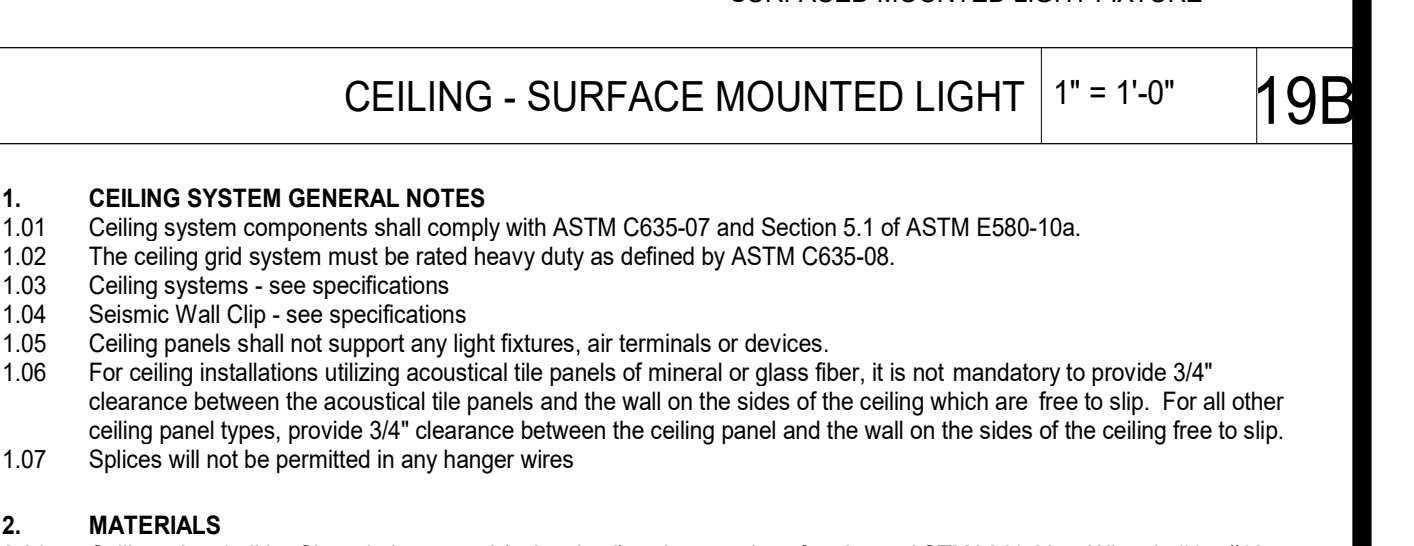 SURFACED MOUNTED LIGHT FIXTURE
CEILING - SURFACE MOUNTED LIGHT
1" = 1'-0"
19B
1. CEILING SYSTEM GENERAL NOTES
1.01 Ceiling system components shall comply with ASTM C635-07 and Section 5.1 of ASTM E580-10a.
1.02 The ceiling grid system must be rated heavy duty as defined by ASTM C635-08.
1.03 Ceiling systems - see specifications
1.04 Seismic Wall Clip - see specifications
1.05 Ceiling panels shall not support any light fixtures, air terminals or devices.
1.06 For ceiling installations utilizing acoustical tile panels of mineral or glass fiber, it is not mandatory to provide 3/4"
clearance between the acoustical tile panels and the wall on the sides of the ceiling which are free to slip. For all other
ceiling panel types, provide 3/4" clearance between the ceiling panel and the wall on the sides of the ceiling free to slip.
1.07 Splices will not be permitted in any hanger wires
2. MATERIALS